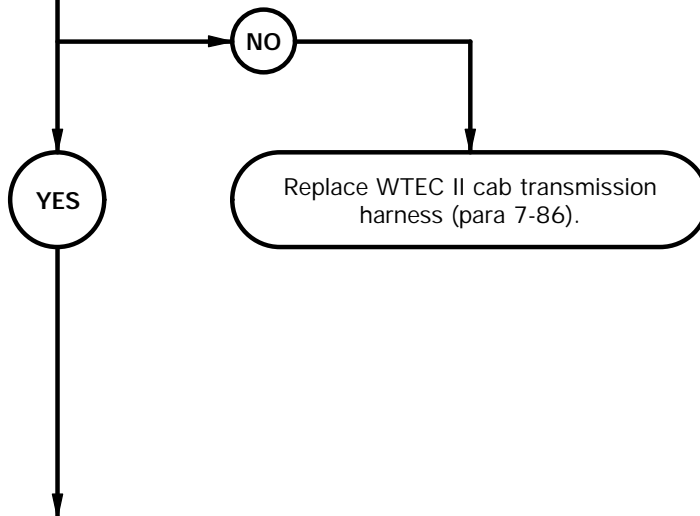 NO
YES
Replace WTEC II cab transmission
harness (para 7-86).